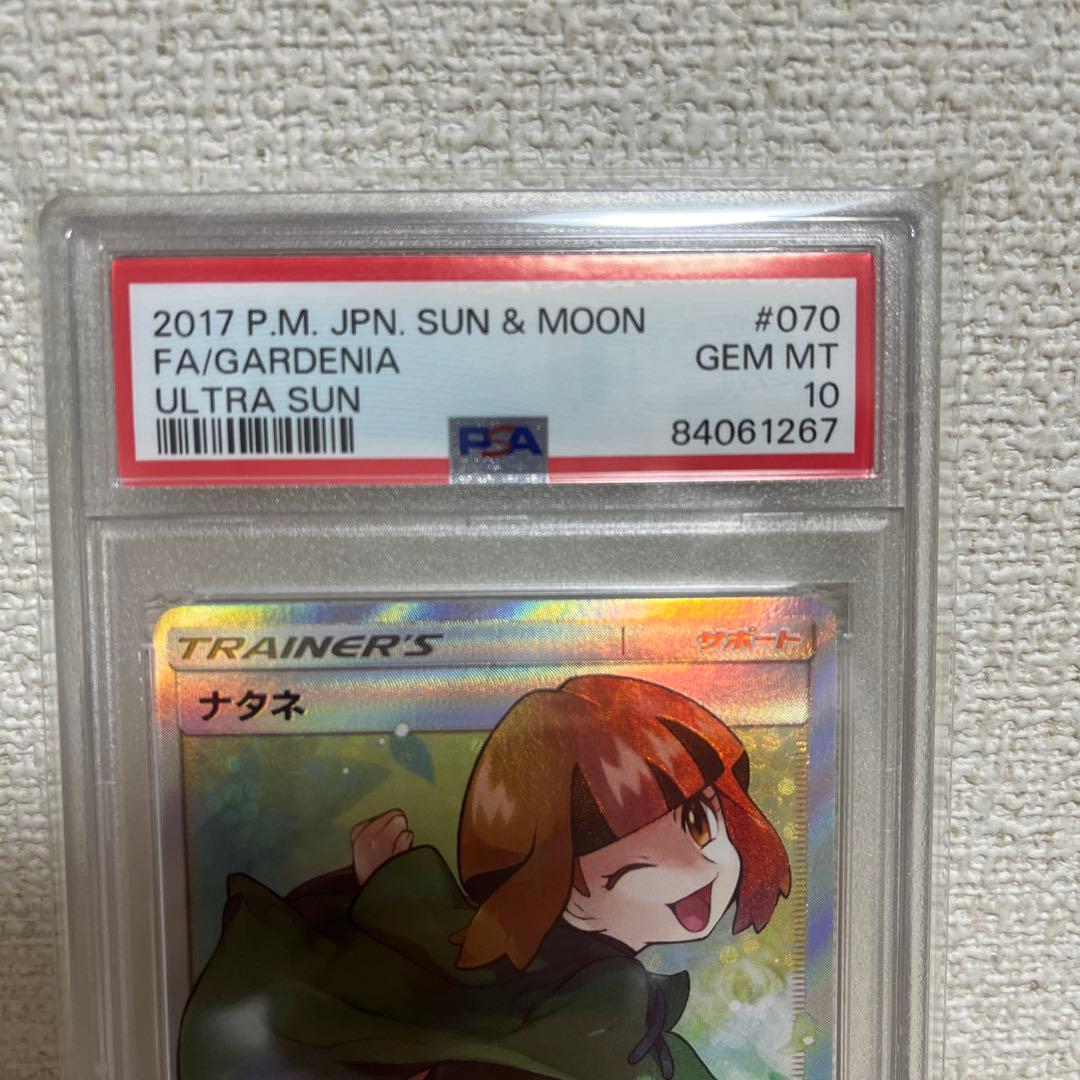 2017 P.M. JPN. SUN & MOON #070
FA/GARDENIA GEM MT
ULTRA SUN 10
PSA 84061267
TRAINER'S サポート
ナタネ